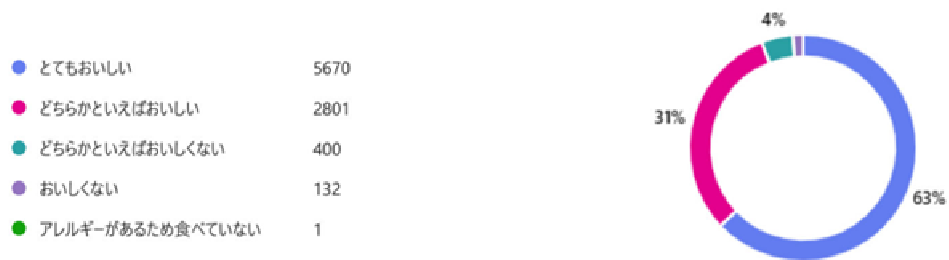 4%
とてもおいしい 5670
どちらかといえばおいしい 2801
31%
どちらかといえばおいしくない 400
おいしくない 132
63%
アレルギーがあるため食べていない 1